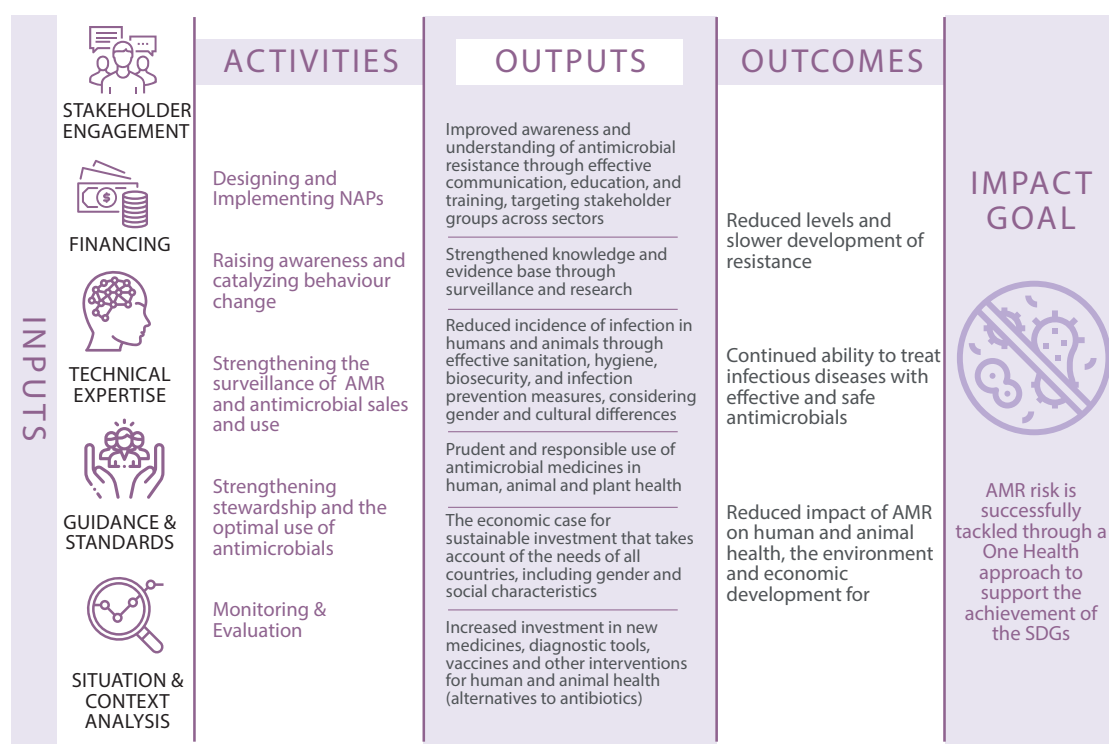 INPUTS
STAKEHOLDER
ENGAGEMENT
FINANCING
TECHNICAL
EXPERTISE
GUIDANCE &
STANDARDS
SITUATION &
CONTEXT
ANALYSIS
ACTIVITIES
Designing and
Implementing NAPs
Raising awareness and
catalyzing behaviour
change
Strengthening the
surveillance of AMR
and antimicrobial sales
and use
Strengthening
stewardship and the
optimal use of
antimicrobials
Monitoring &
Evaluation
OUTPUTS
Improved awareness and
understanding of antimicrobial
resistance through effective
communication, education, and
training, targeting stakeholder
groups across sectors
Strengthened knowledge and
evidence base through
surveillance and research
Reduced incidence of infection in
humans and animals through
effective sanitation, hygiene,
biosecurity, and infection
prevention measures, considering
gender and cultural differences
Prudent and responsible use of
antimicrobial medicines in
human, animal and plant health
The economic case for
sustainable investment that takes
account of the needs of all
countries, including gender and
social characteristics
Increased investment in new
medicines, diagnostic tools,
vaccines and other interventions
for human and animal health
(alternatives to antibiotics)
OUTCOMES
Reduced levels and
slower development of
resistance
Continued ability to treat
infectious diseases with
effective and safe
antimicrobials
Reduced impact of AMR
on human and animal
health, the environment
and economic
development for
IMPACT
GOAL
AMR risk is
successfully
tackled through a
One Health
approach to
support the
achievement of
the SDGs